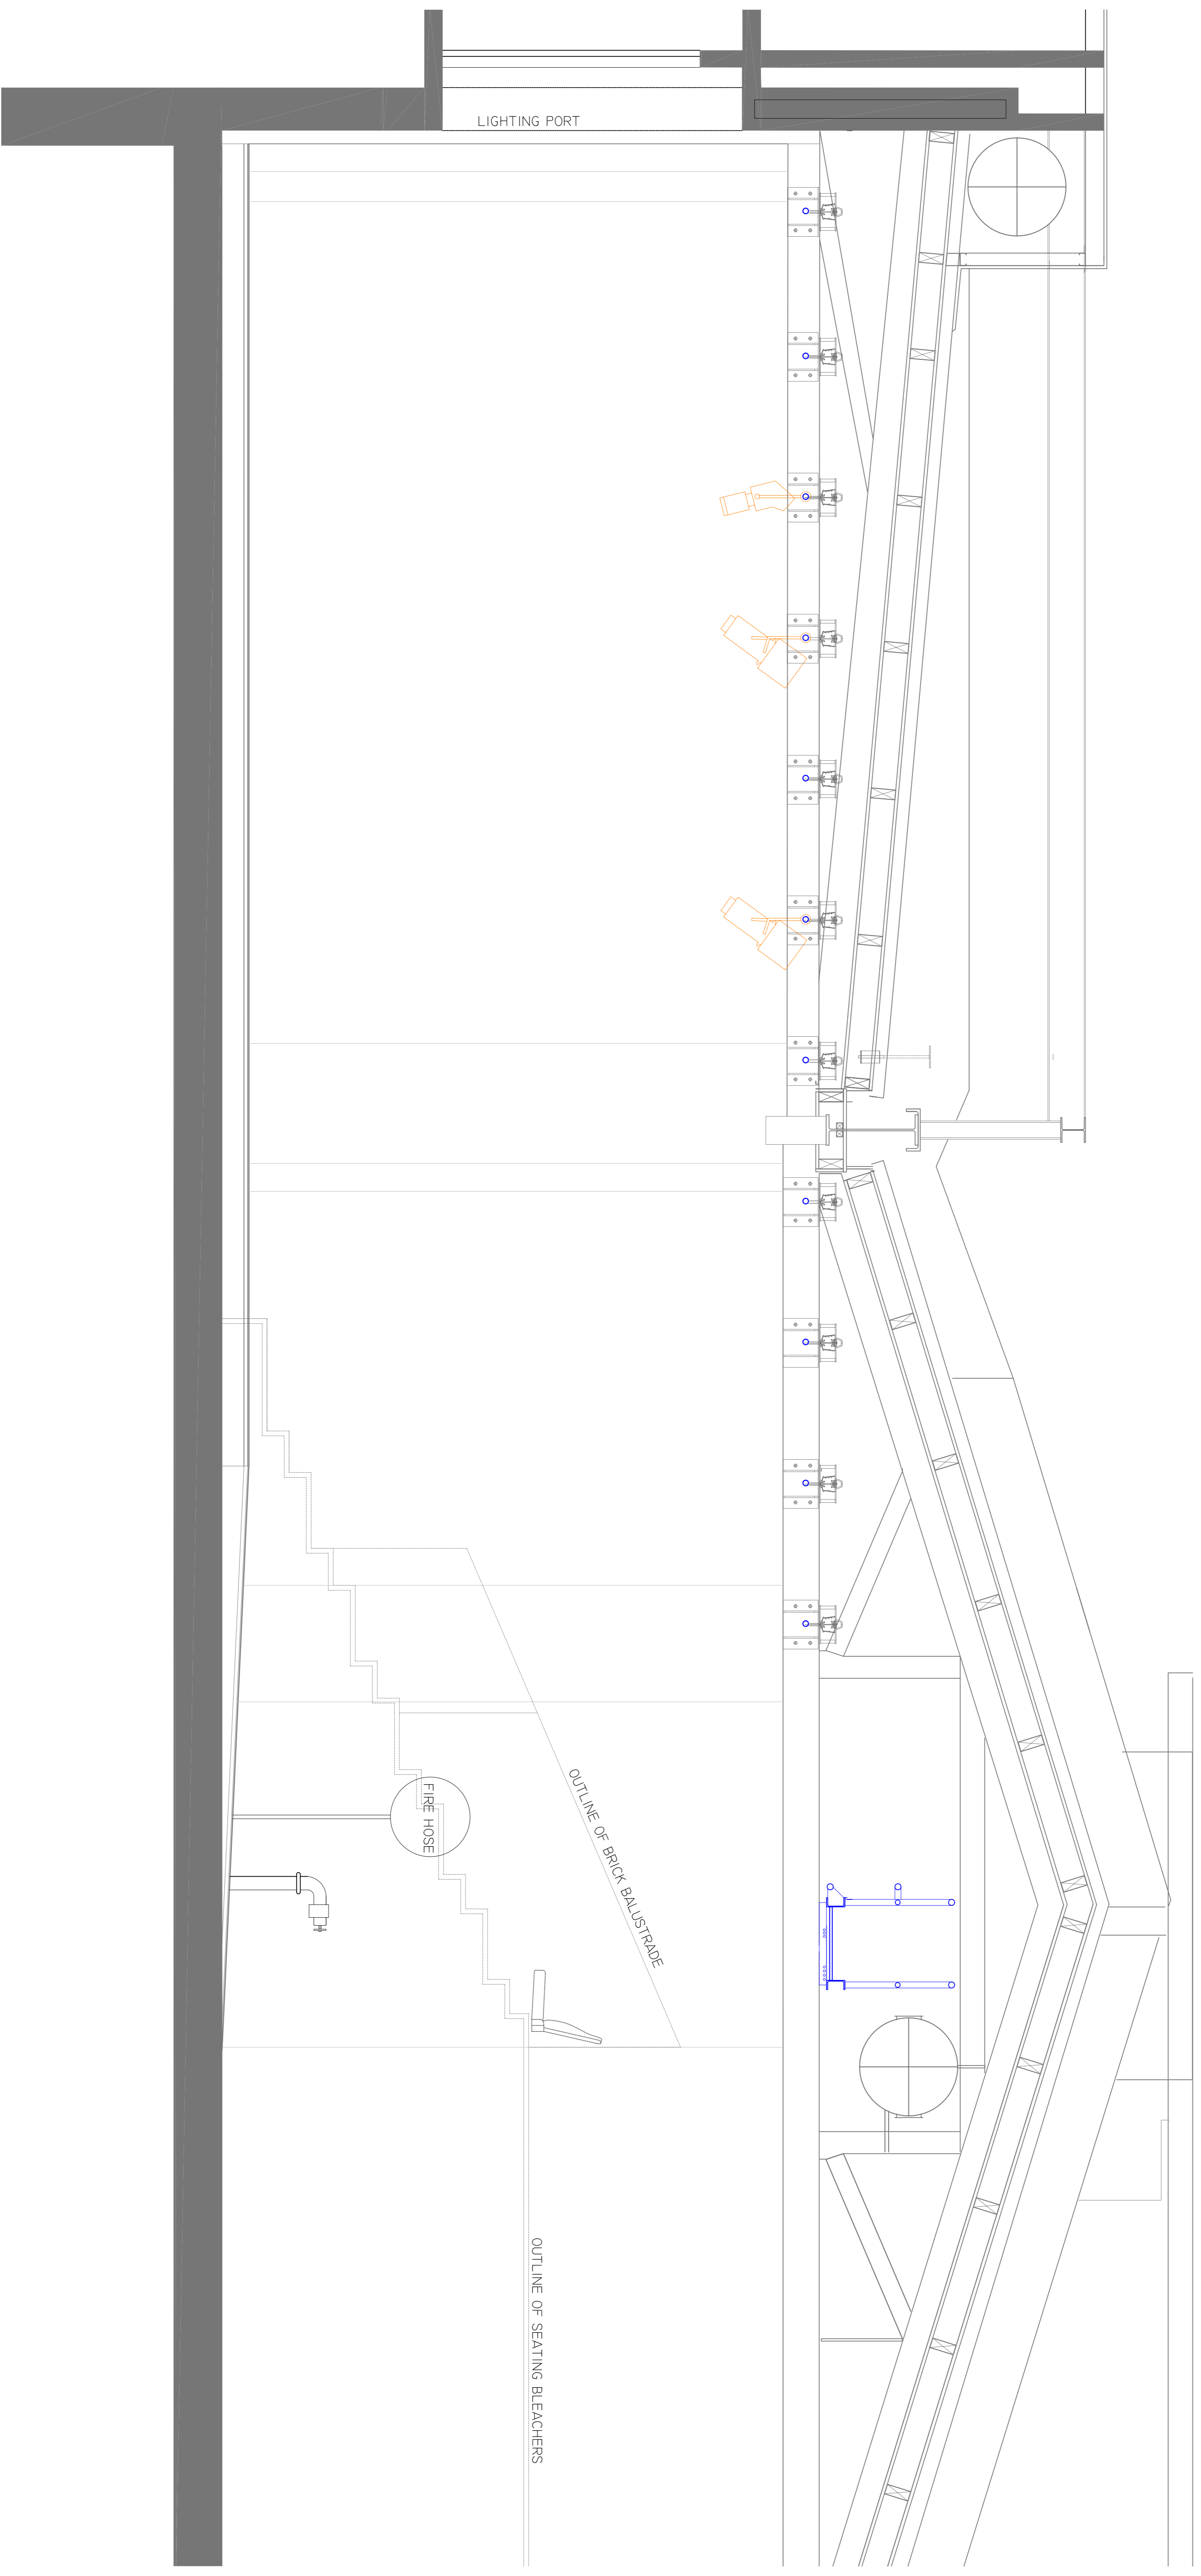 LIGHTING PORT
FIRE HOSE
OUTLINE OF BRICK BALUSTRADE
OUTLINE OF SEATING BLEACHERS